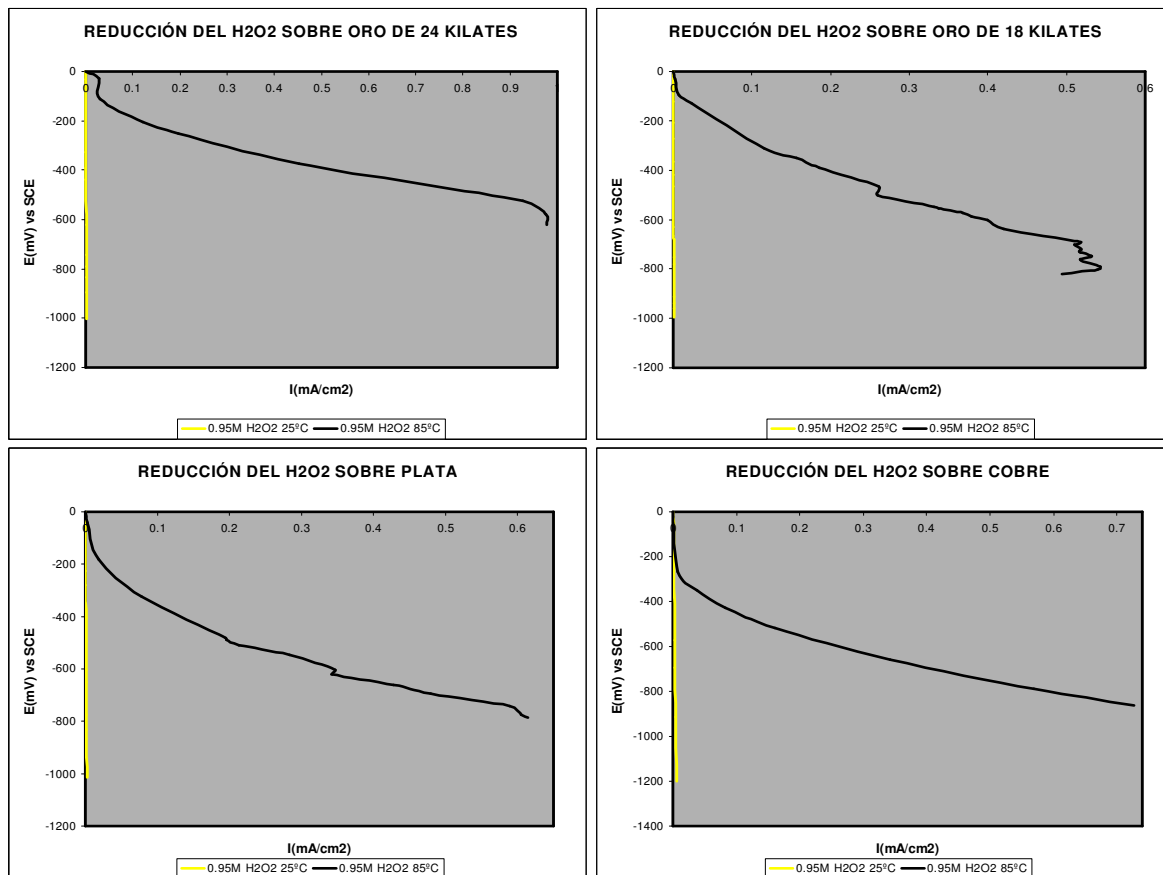 REDUCCIÓN DEL H2O2 SOBRE ORO DE 24 KILATES
0
0 0.1 0.2 0.3 0.4 0.5 0.6 0.7 0.8 0.9 1
-200
-400
-600
-800
-1000
-1200
E(mV) vs SCE
I(mA/cm2)
0.95M H2O2 25ºC 0.95M H2O2 85ºC
REDUCCIÓN DEL H2O2 SOBRE ORO DE 18 KILATES
0
0 0.1 0.2 0.3 0.4 0.5 0.6
-200
-400
-600
-800
-1000
-1200
E(mV) vs SCE
I(mA/cm2)
0.95M H2O2 25ºC 0.95M H2O2 85ºC
REDUCCIÓN DEL H2O2 SOBRE PLATA
0
0 0.1 0.2 0.3 0.4 0.5 0.6
-200
-400
-600
-800
-1000
-1200
E(mV) vs SCE
I(mA/cm2)
0.95M H2O2 25ºC 0.95M H2O2 85ºC
REDUCCIÓN DEL H2O2 SOBRE COBRE
0
0 0.1 0.2 0.3 0.4 0.5 0.6 0.7
-200
-400
-600
-800
-1000
-1200
-1400
E(mV) vs SCE
I(mA/cm2)
0.95M H2O2 25ºC 0.95M H2O2 85ºC